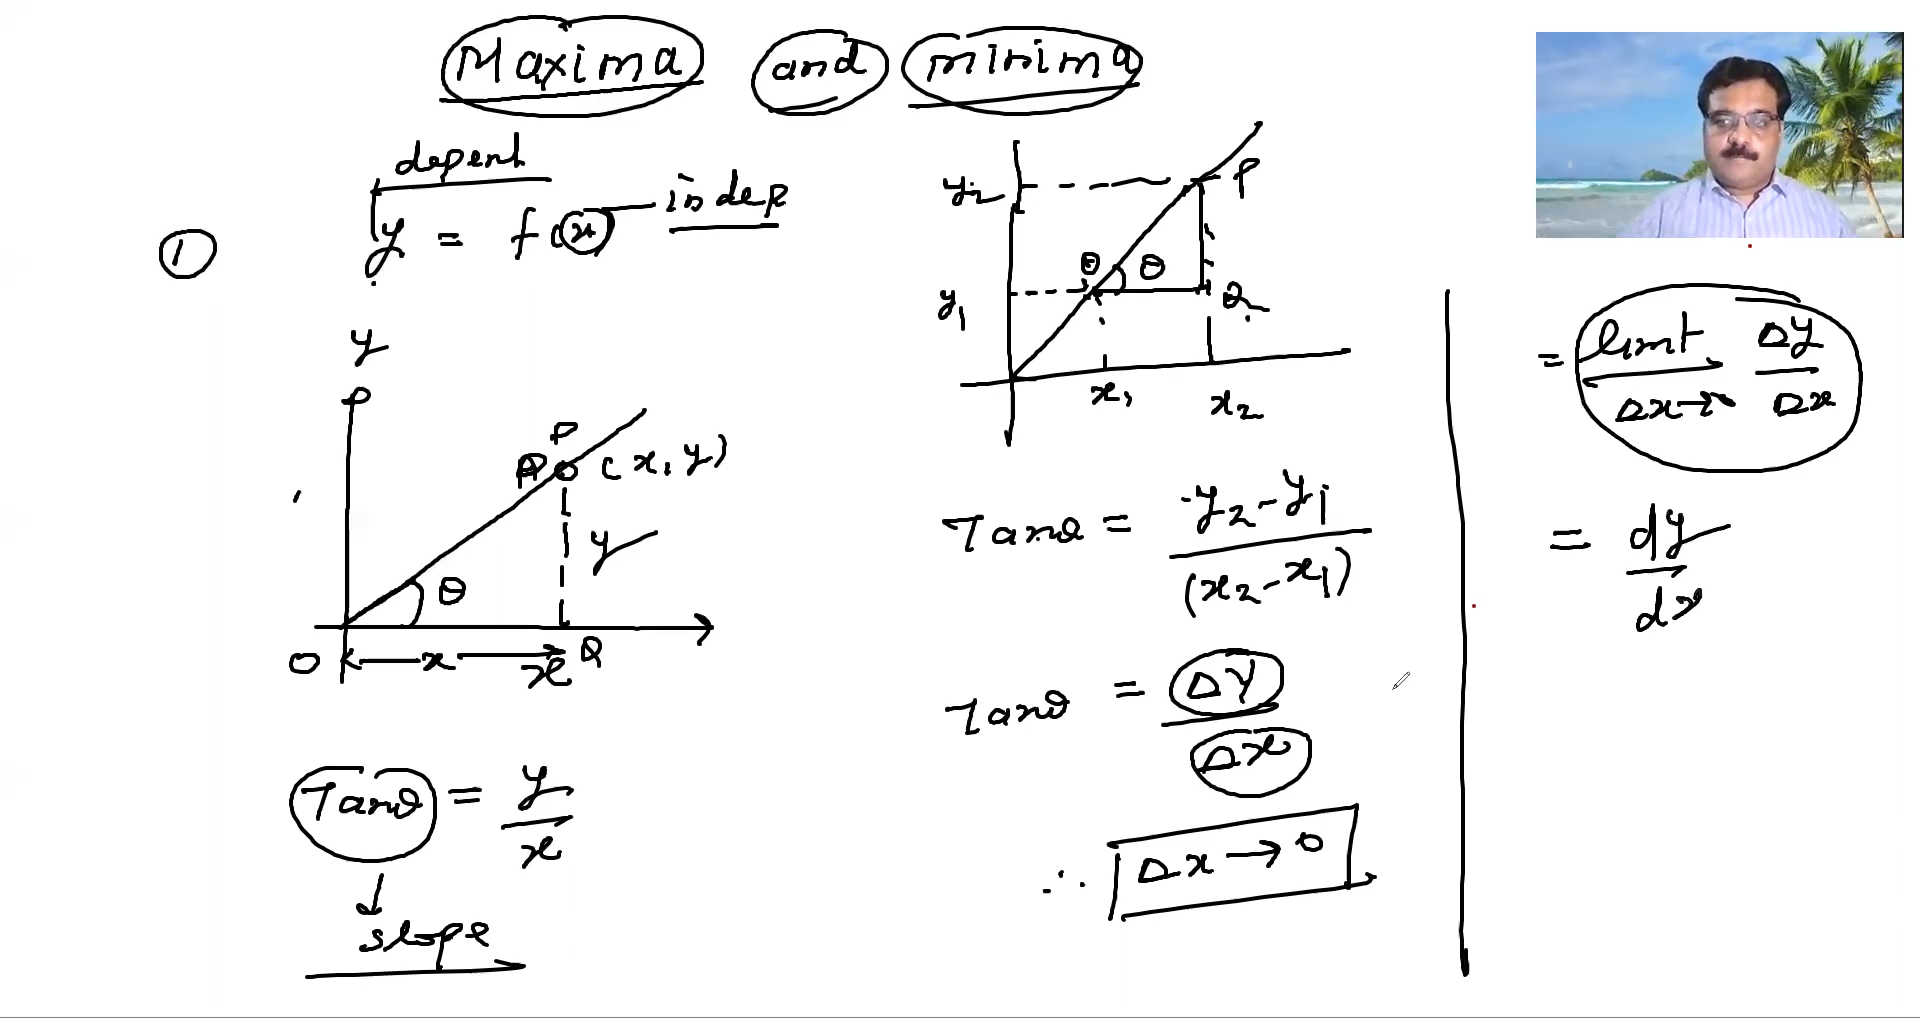 Maxima and minima
depent
① y = f(x) indep
y
P
P
A (x, y)
y
θ
O x x Q
Tanθ = y/x
↓
slope
y2 P
θ θ
y1 Q
x1 x2
Tanθ = y2-y1/(x2-x1)
Tanθ = ΔY/Δx
∴ Δx → 0
= limt Δx→0 Δy/Δx
= dy/dx